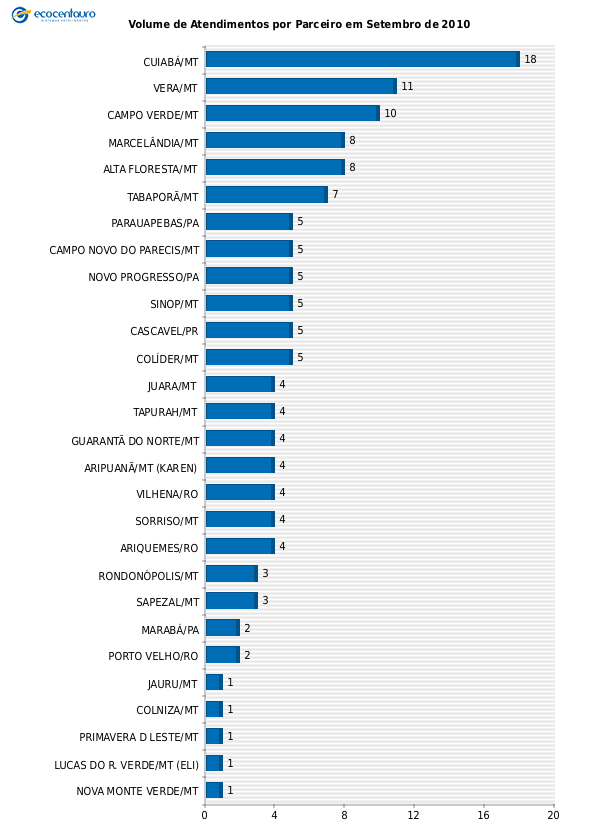 ecocentauro
Volume de Atendimentos por Parceiro em Setembro de 2010
CUIABÁ/MT 18
VERA/MT 11
CAMPO VERDE/MT 10
MARCELÂNDIA/MT 8
ALTA FLORESTA/MT 8
TABAPORÃ/MT 7
PARAUAPEBAS/PA 5
CAMPO NOVO DO PARECIS/MT 5
NOVO PROGRESSO/PA 5
SINOP/MT 5
CASCAVEL/PR 5
COLÍDER/MT 5
JUARA/MT 4
TAPURAH/MT 4
GUARANTÃ DO NORTE/MT 4
ARIPUANÃ/MT (KAREN) 4
VILHENA/RO 4
SORRISO/MT 4
ARIQUEMES/RO 4
RONDONÓPOLIS/MT 3
SAPEZAL/MT 3
MARABÁ/PA 2
PORTO VELHO/RO 2
JAURU/MT 1
COLNIZA/MT 1
PRIMAVERA D LESTE/MT 1
LUCAS DO R. VERDE/MT (ELI) 1
NOVA MONTE VERDE/MT 1
0 4 8 12 16 20